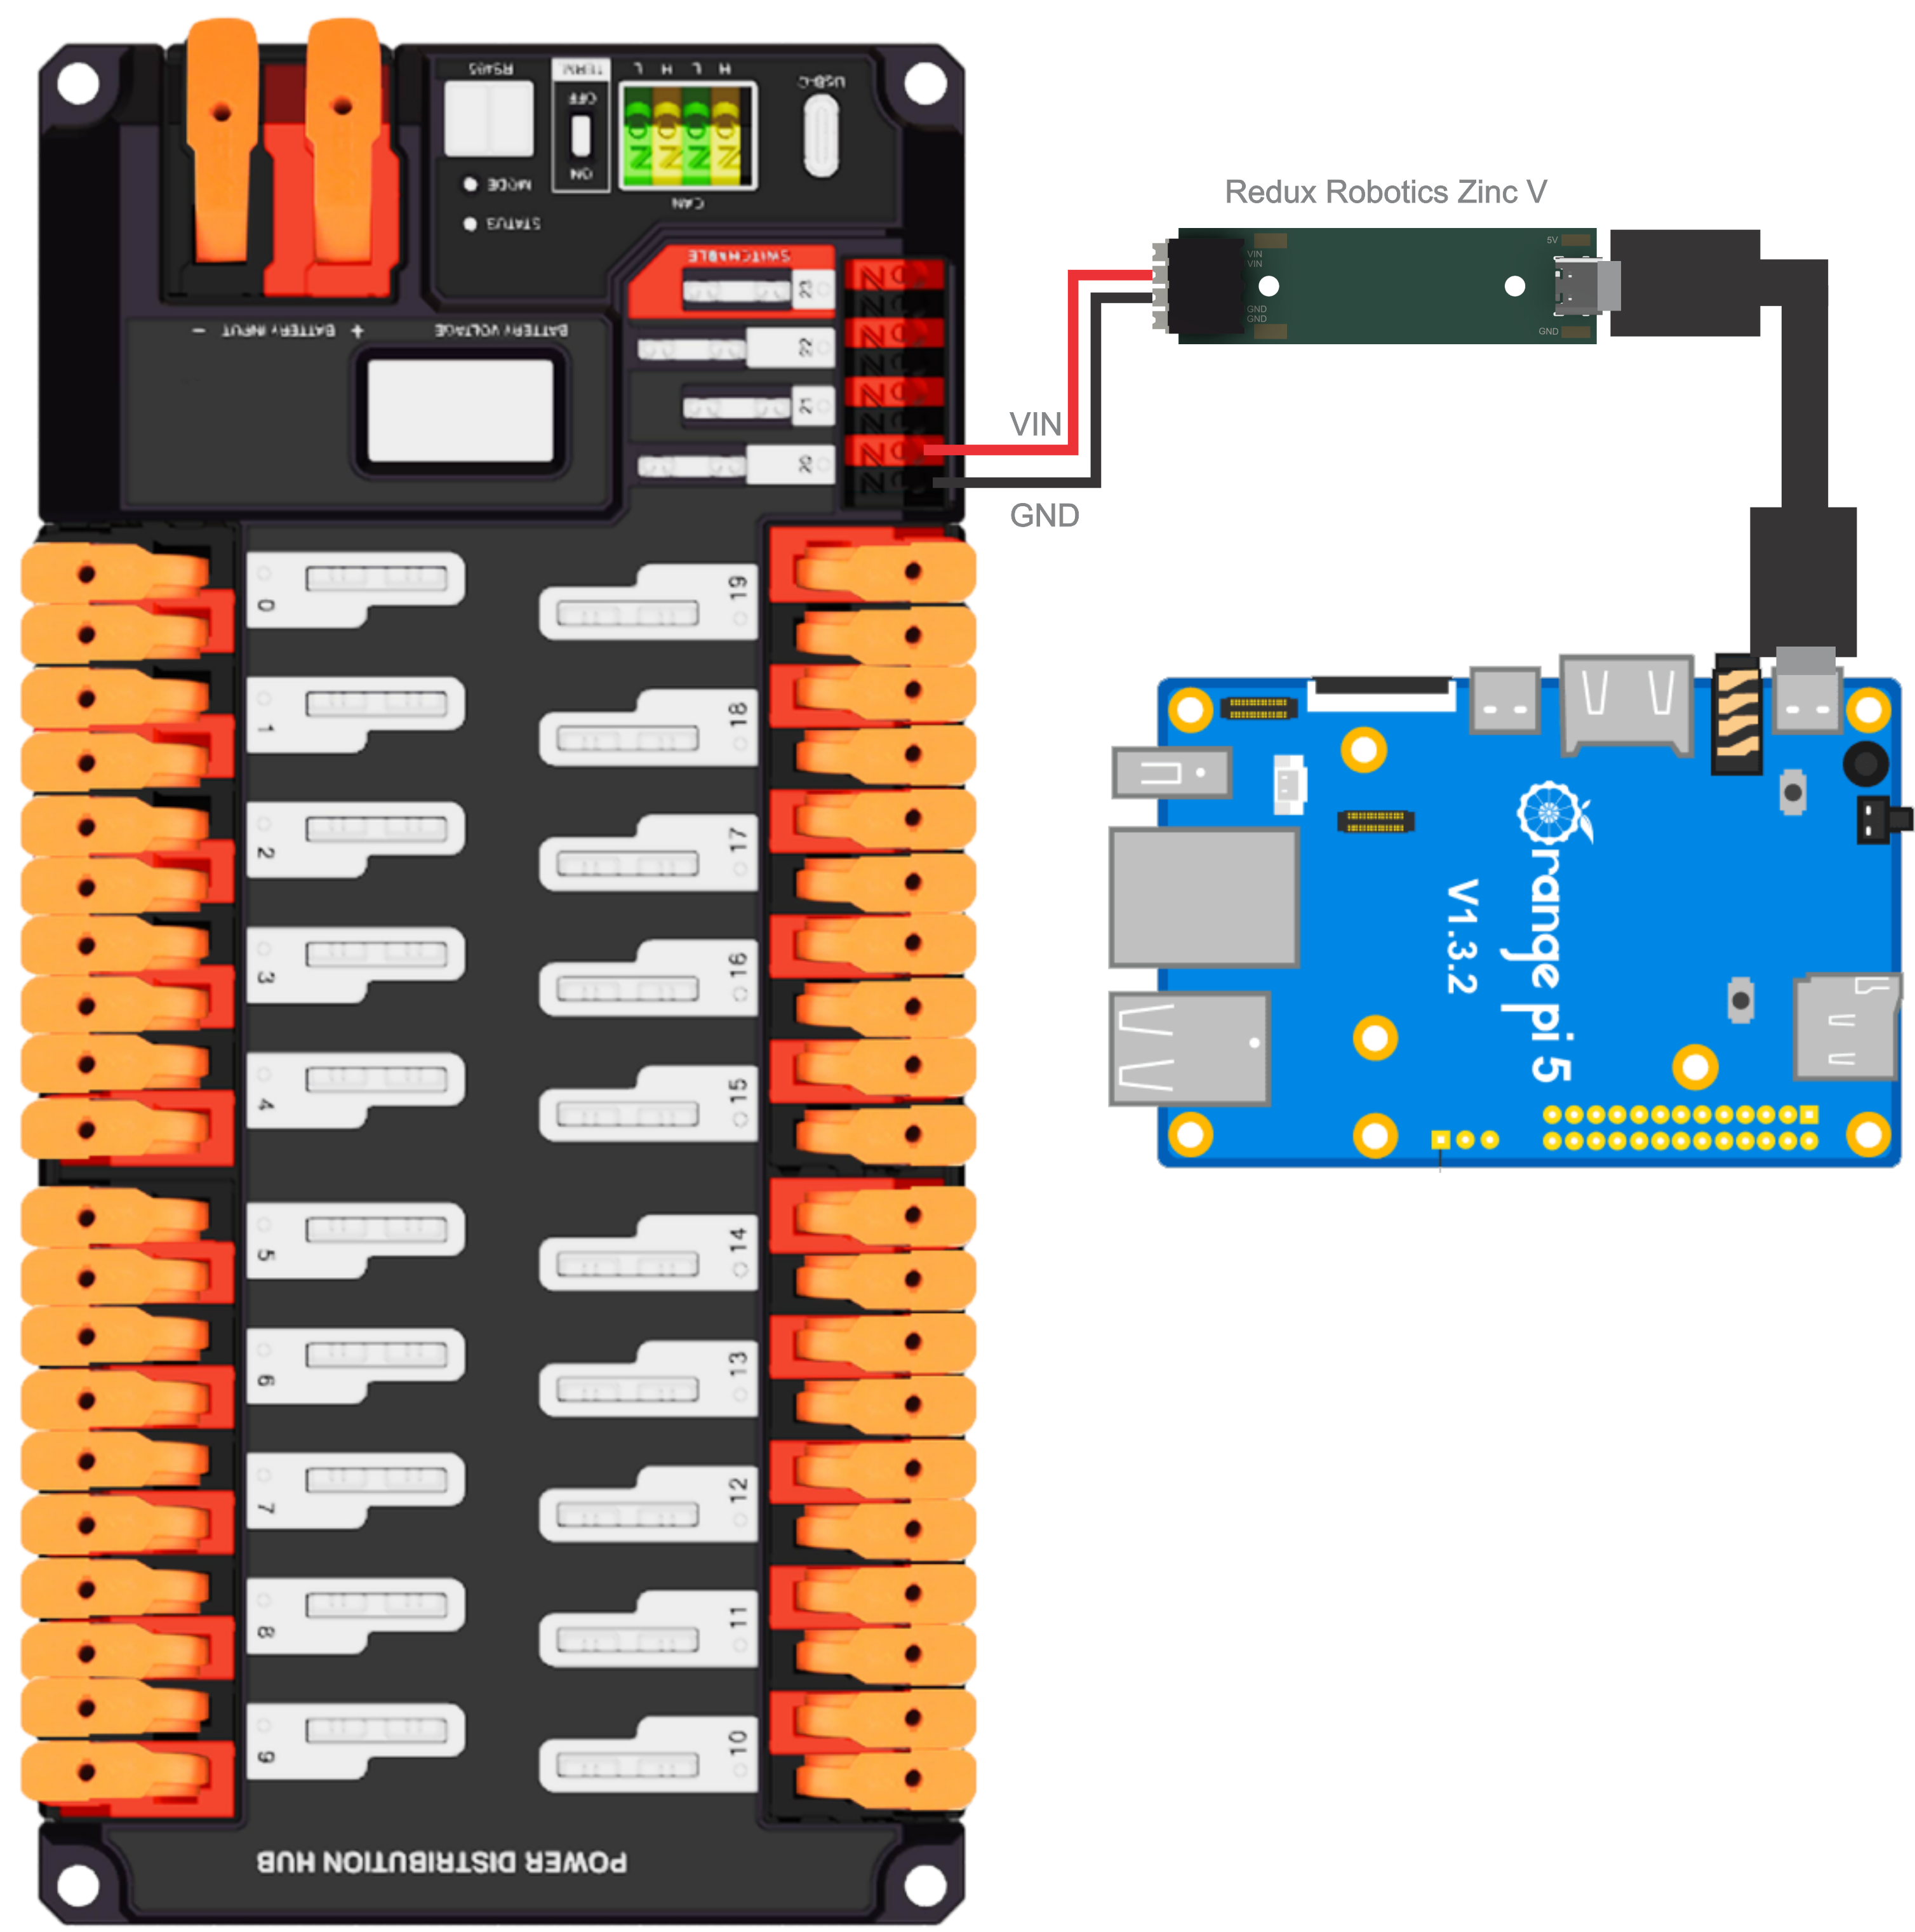 RS485
TERM
L H L H
USB-C
OFF
ON
MODE
STATUS
CAN
SWITCHABLE
23
22
21
20
− BATTERY INPUT +
BATTERY VOLTAGE
Redux Robotics Zinc V
VIN
VIN
GND
GND
5V
GND
VIN
GND
0
19
1
18
2
17
3
16
4
15
5
14
6
13
7
12
8
11
9
10
POWER DISTRIBUTION HUB
Orange pi 5
V1.3.2